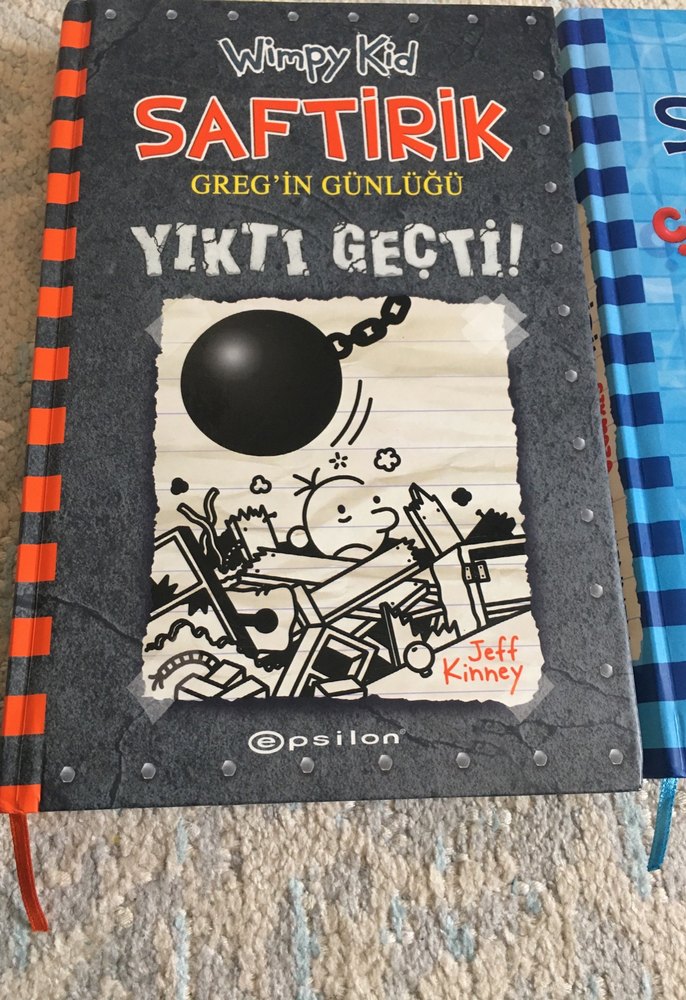 Wimpy Kid
SAFTİRİK
GREG'İN GÜNLÜĞÜ
YIKTI GEÇTİ!
Jeff
Kinney
epsilon